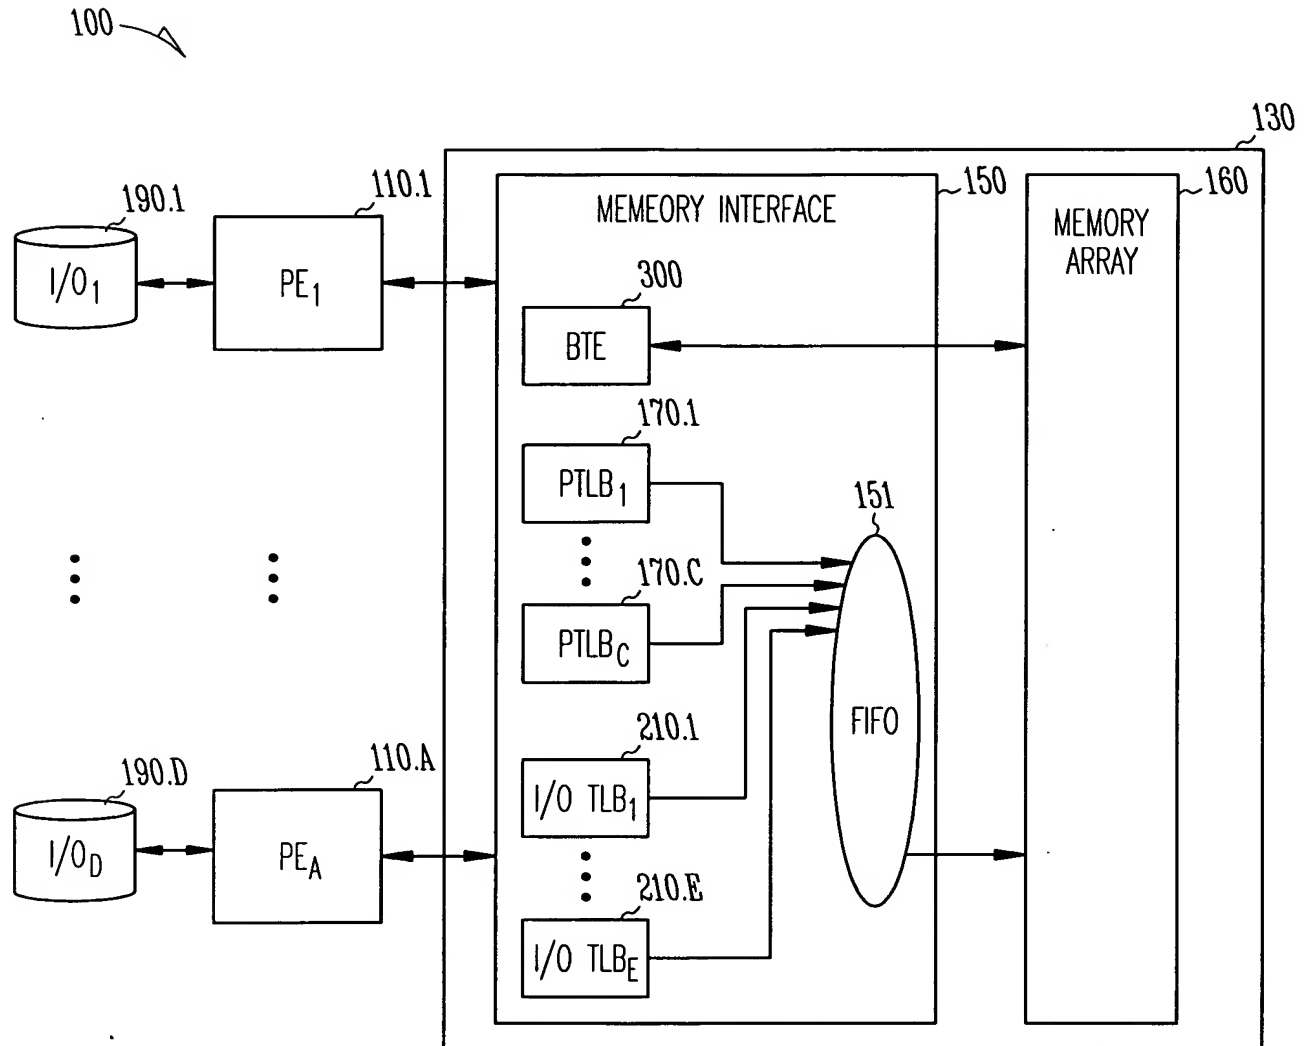 100
130
190.1
110.1
150
160
MEMEORY INTERFACE
MEMORY
ARRAY
I/O1
PE1
300
BTE
170.1
PTLB1
151
170.C
PTLBC
FIFO
210.1
I/O TLB1
190.D
110.A
I/OD
PEA
210.E
I/O TLBE